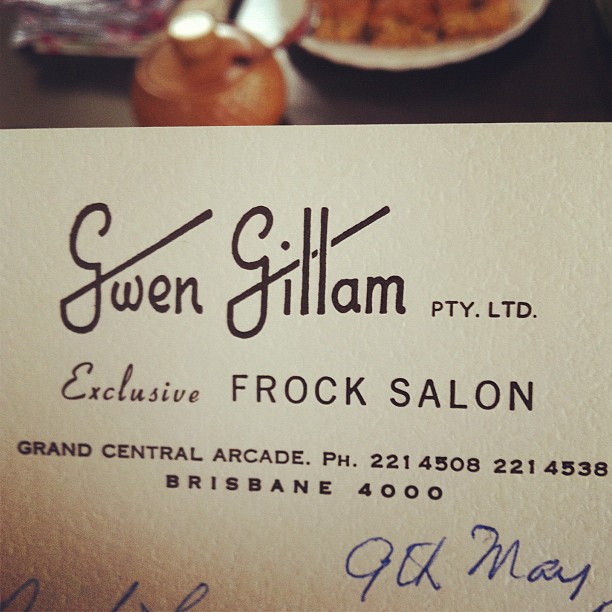 Gwen Gillam PTY. LTD.
Exclusive FROCK SALON
GRAND CENTRAL ARCADE. PH. 221 4508 221 4538
BRISBANE 4000
9th May